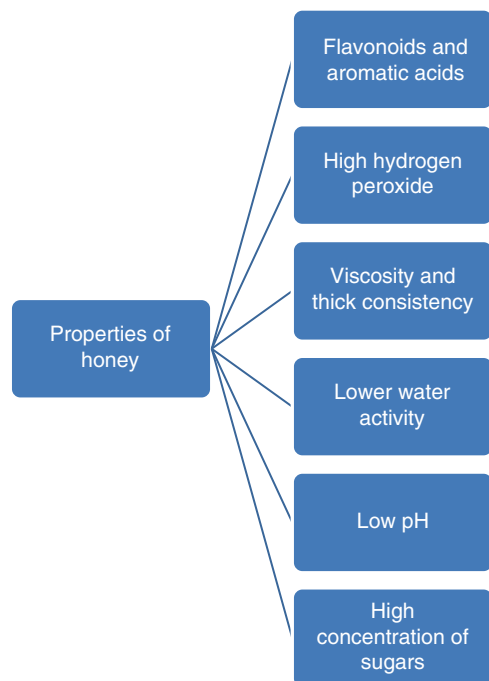 Flavonoids and
aromatic acids
High hydrogen
peroxide
Viscosity and
thick consistency
Properties of
honey
Lower water
activity
Low pH
High
concentration of
sugars